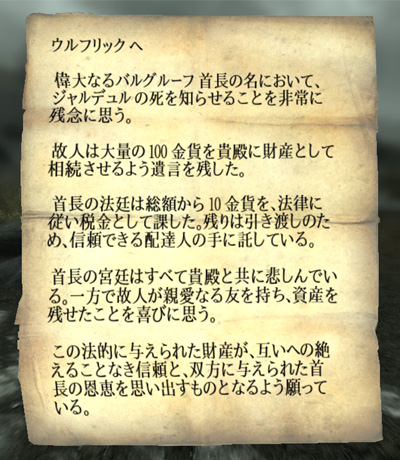 ウルフリックへ
偉大なるバルグルーフ首長の名において、
ジャルデュルの死を知らせることを非常に
残念に思う。
故人は大量の100金貨を貴殿に財産として
相続させるよう遺言を残した。
首長の法廷は総額から10金貨を、法律に
従い税金として課した。残りは引き渡しのた
め、信頼できる配達人の手に託している。
首長の宮廷はすべて貴殿と共に悲しんでい
る。一方で故人が親愛なる友を持ち、資産を
残せたことを喜びに思う。
この法的に与えられた財産が、互いへの絶
えることなき信頼と、双方に与えられた首
長の恩恵を思い出すものとなるよう願って
いる。